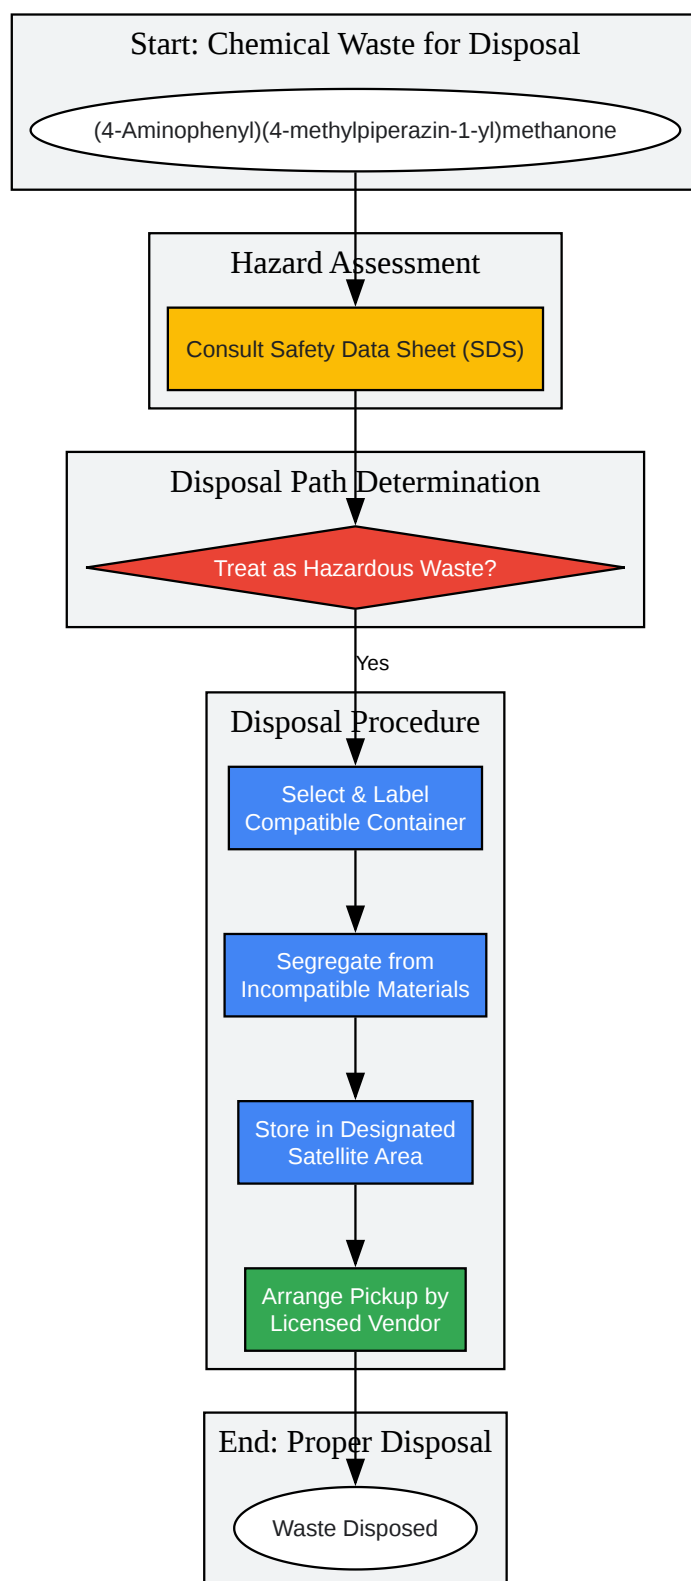 Start: Chemical Waste for Disposal
(4-Aminophenyl)(4-methylpiperazin-1-yl)methanone
Hazard Assessment
Consult Safety Data Sheet (SDS)
Disposal Path Determination
Treat as Hazardous Waste?
Yes
Disposal Procedure
Select & Label
Compatible Container
Segregate from
Incompatible Materials
Store in Designated
Satellite Area
Arrange Pickup by
Licensed Vendor
End: Proper Disposal
Waste Disposed